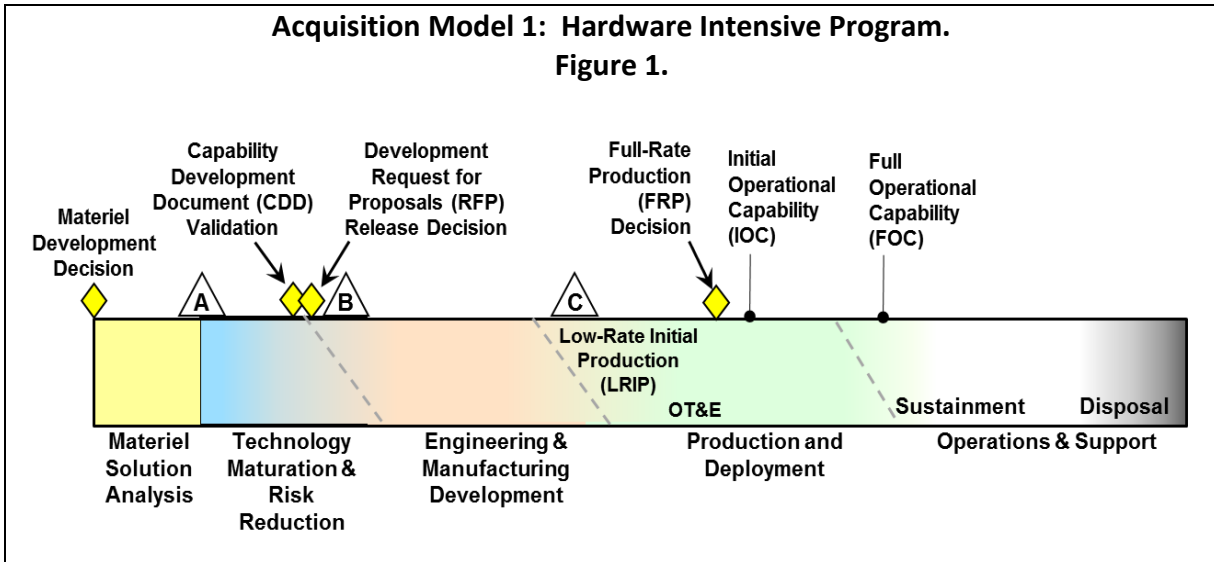 Acquisition Model 1:  Hardware Intensive Program.
Figure 1.
Materiel
Development
Decision
Capability
Development
Document (CDD)
Validation
Development
Request for
Proposals (RFP)
Release Decision
Full-Rate
Production
(FRP)
Decision
Initial
Operational
Capability
(IOC)
Full
Operational
Capability
(FOC)
A
B
C
Low-Rate Initial
Production
(LRIP)
OT&E
Sustainment
Disposal
Materiel
Solution
Analysis
Technology
Maturation &
Risk
Reduction
Engineering &
Manufacturing
Development
Production and
Deployment
Operations & Support